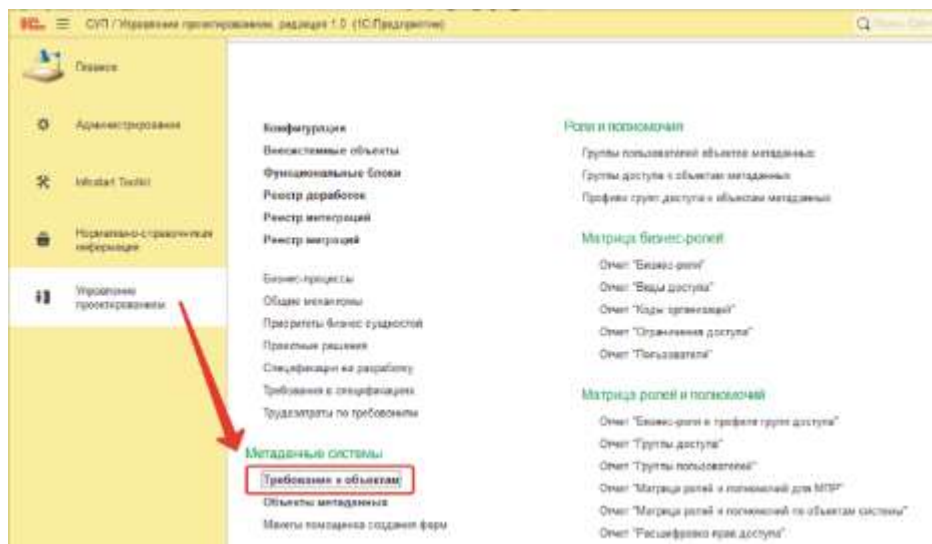 СУП / Управление проектированием, редакция 1.0 (1С:Предприятие)
Главное
Администрирование
Infostart Toolkit
Нормативно-справочная
информация
Управление
проектированием
Конфигурации
Внесистемные объекты
Функциональные блоки
Реестр доработок
Реестр интеграций
Реестр миграций
Бизнес-процессы
Общие механизмы
Приоритеты бизнес сущностей
Проектные решения
Спецификации на разработку
Требования в спецификациях
Трудозатраты по требованиям
Метаданные системы
Требования к объектам
Объекты метаданных
Макеты помощника создания форм
Роли и полномочия
Группы пользователей объектов метаданных
Группы доступа к объектам метаданных
Профили групп доступа к объектам метаданных
Матрица бизнес-ролей
Отчет "Бизнес-роли"
Отчет "Виды доступа"
Отчет "Коды организаций"
Отчет "Ограничения доступа"
Отчет "Пользователи"
Матрица ролей и полномочий
Отчет "Бизнес-роли и профили групп доступа"
Отчет "Группы доступа"
Отчет "Группы пользователей"
Отчет "Матрица ролей и полномочий для МПР"
Отчет "Матрица ролей и полномочий по объектам системы"
Отчет "Расшифровка прав доступа"